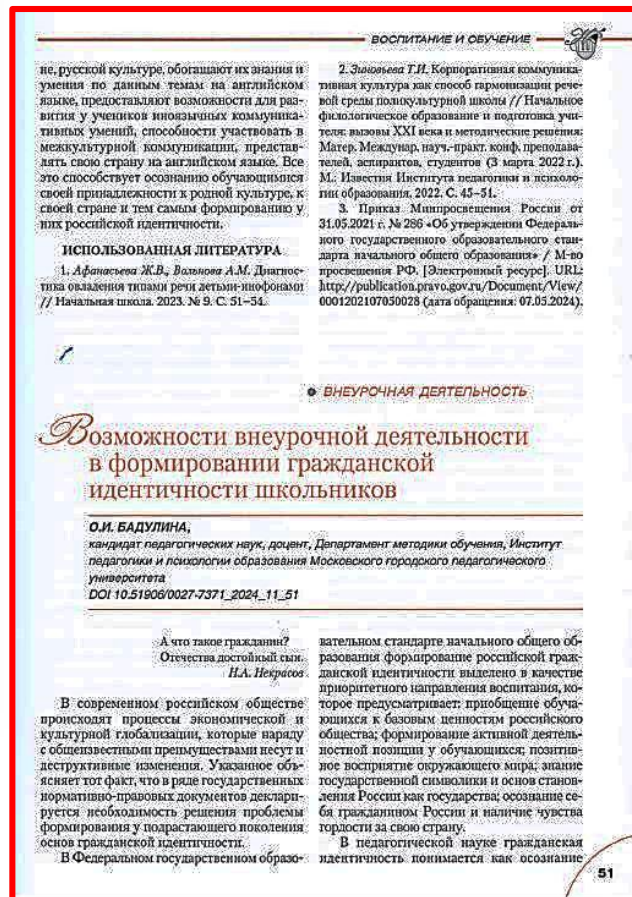 ВОСПИТАНИЕ И ОБУЧЕНИЕ
не, русской культуре, обогащают их знания и
умения по данным темам на английском
языке, предоставляют возможности для раз-
вития у учеников иноязычных коммуника-
тивных умений, способности участвовать в
межкультурной коммуникации, представ-
лять свою страну на английском языке. Все
это способствует осознанию обучающимися
своей принадлежности к родной культуре, к
своей стране и тем самым формированию у
них российской идентичности.
ИСПОЛЬЗОВАННАЯ ЛИТЕРАТУРА
1. Афанасьева Ж.В., Вольнова А.М. Диагнос-
тика овладения типами речи детьми-инофонами
// Начальная школа. 2023. № 9. С. 51–54.
2. Зиновьева Т.И. Корпоративная коммуника-
тивная культура как способ гармонизации рече-
вой среды поликультурной школы // Начальное
филологическое образование и подготовка учи-
теля: вызовы XXI века и методические решения:
Матер. Междунар. науч.-практ. конф. преподава-
телей, аспирантов, студентов (3 марта 2022 г.).
М.: Известия Института педагогики и психоло-
гии образования, 2022. С. 45–51.
3. Приказ Минпросвещения России от
31.05.2021 г. № 286 «Об утверждении Федераль-
ного государственного образовательного стан-
дарта начального общего образования» / М-во
просвещения РФ. [Электронный ресурс]. URL:
http://publication.pravo.gov.ru/Document/View/
0001202107050028 (дата обращения: 07.05.2024).
ВНЕУРОЧНАЯ ДЕЯТЕЛЬНОСТЬ
Возможности внеурочной деятельности
в формировании гражданской
идентичности школьников
О.И. БАДУЛИНА,
кандидат педагогических наук, доцент, Департамент методики обучения, Институт
педагогики и психологии образования Московского городского педагогического
университета
DOI 10.51906/0027-7371_2024_11_51
А что такое гражданин?
Отечества достойный сын.
Н.А. Некрасов
В современном российском обществе
происходят процессы экономической и
культурной глобализации, которые наряду
с общеизвестными преимуществами несут и
деструктивные изменения. Указанное объ-
ясняет тот факт, что в ряде государственных
нормативно-правовых документов деклари-
руется необходимость решения проблемы
формирования у подрастающего поколения
основ гражданской идентичности.
В Федеральном государственном образо-
вательном стандарте начального общего об-
разования формирование российской граж-
данской идентичности выделено в качестве
приоритетного направления воспитания, ко-
торое предусматривает: приобщение обуча-
ющихся к базовым ценностям российского
общества; формирование активной деятель-
ностной позиции у обучающихся; позитив-
ное восприятие окружающего мира; знание
государственной символики и основ станов-
ления России как государства; осознание се-
бя гражданином России и наличие чувства
гордости за свою страну.
В педагогической науке гражданская
идентичность понимается как осознание
51